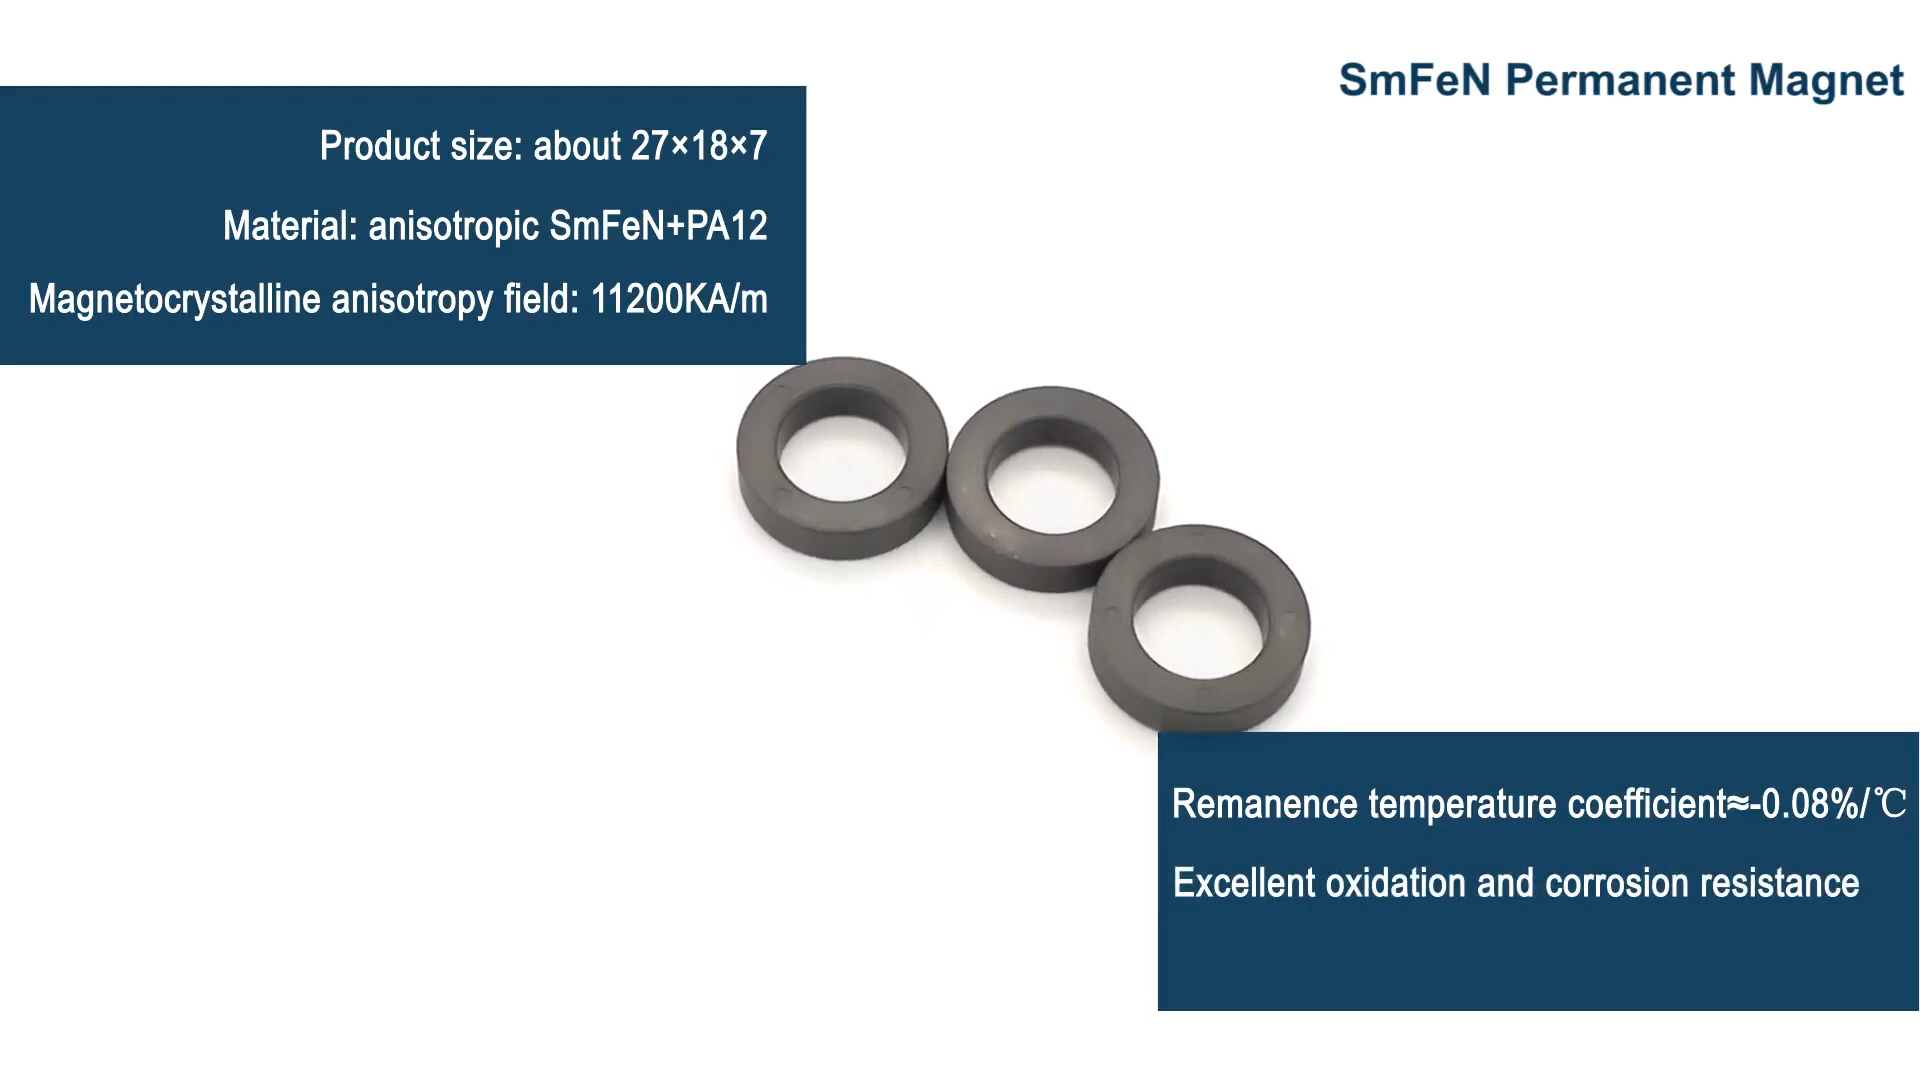 SmFeN Permanent Magnet
Product size: about 27×18×7
Material: anisotropic SmFeN+PA12
Magnetocrystalline anisotropy field: 11200KA/m
Remanence temperature coefficient≈-0.08%/℃
Excellent oxidation and corrosion resistance